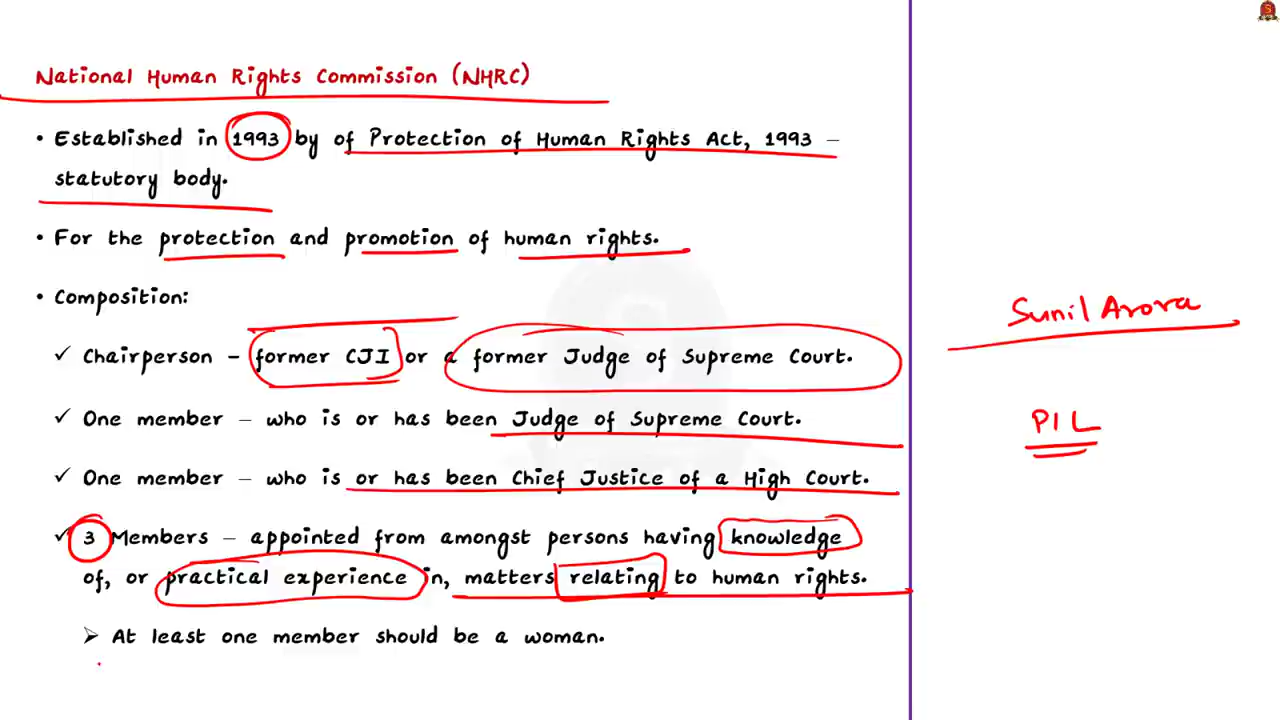 National Human Rights Commission (NHRC)
• Established in 1993 by of Protection of Human Rights Act, 1993 –
statutory body.
• For the protection and promotion of human rights.
• Composition:
✓ Chairperson – former CJI or a former Judge of Supreme Court.
✓ One member – who is or has been Judge of Supreme Court.
✓ One member – who is or has been Chief Justice of a High Court.
✓ 3 Members – appointed from amongst persons having knowledge
of, or practical experience in, matters relating to human rights.
➢ At least one member should be a woman.
Sunil Arora
PIL